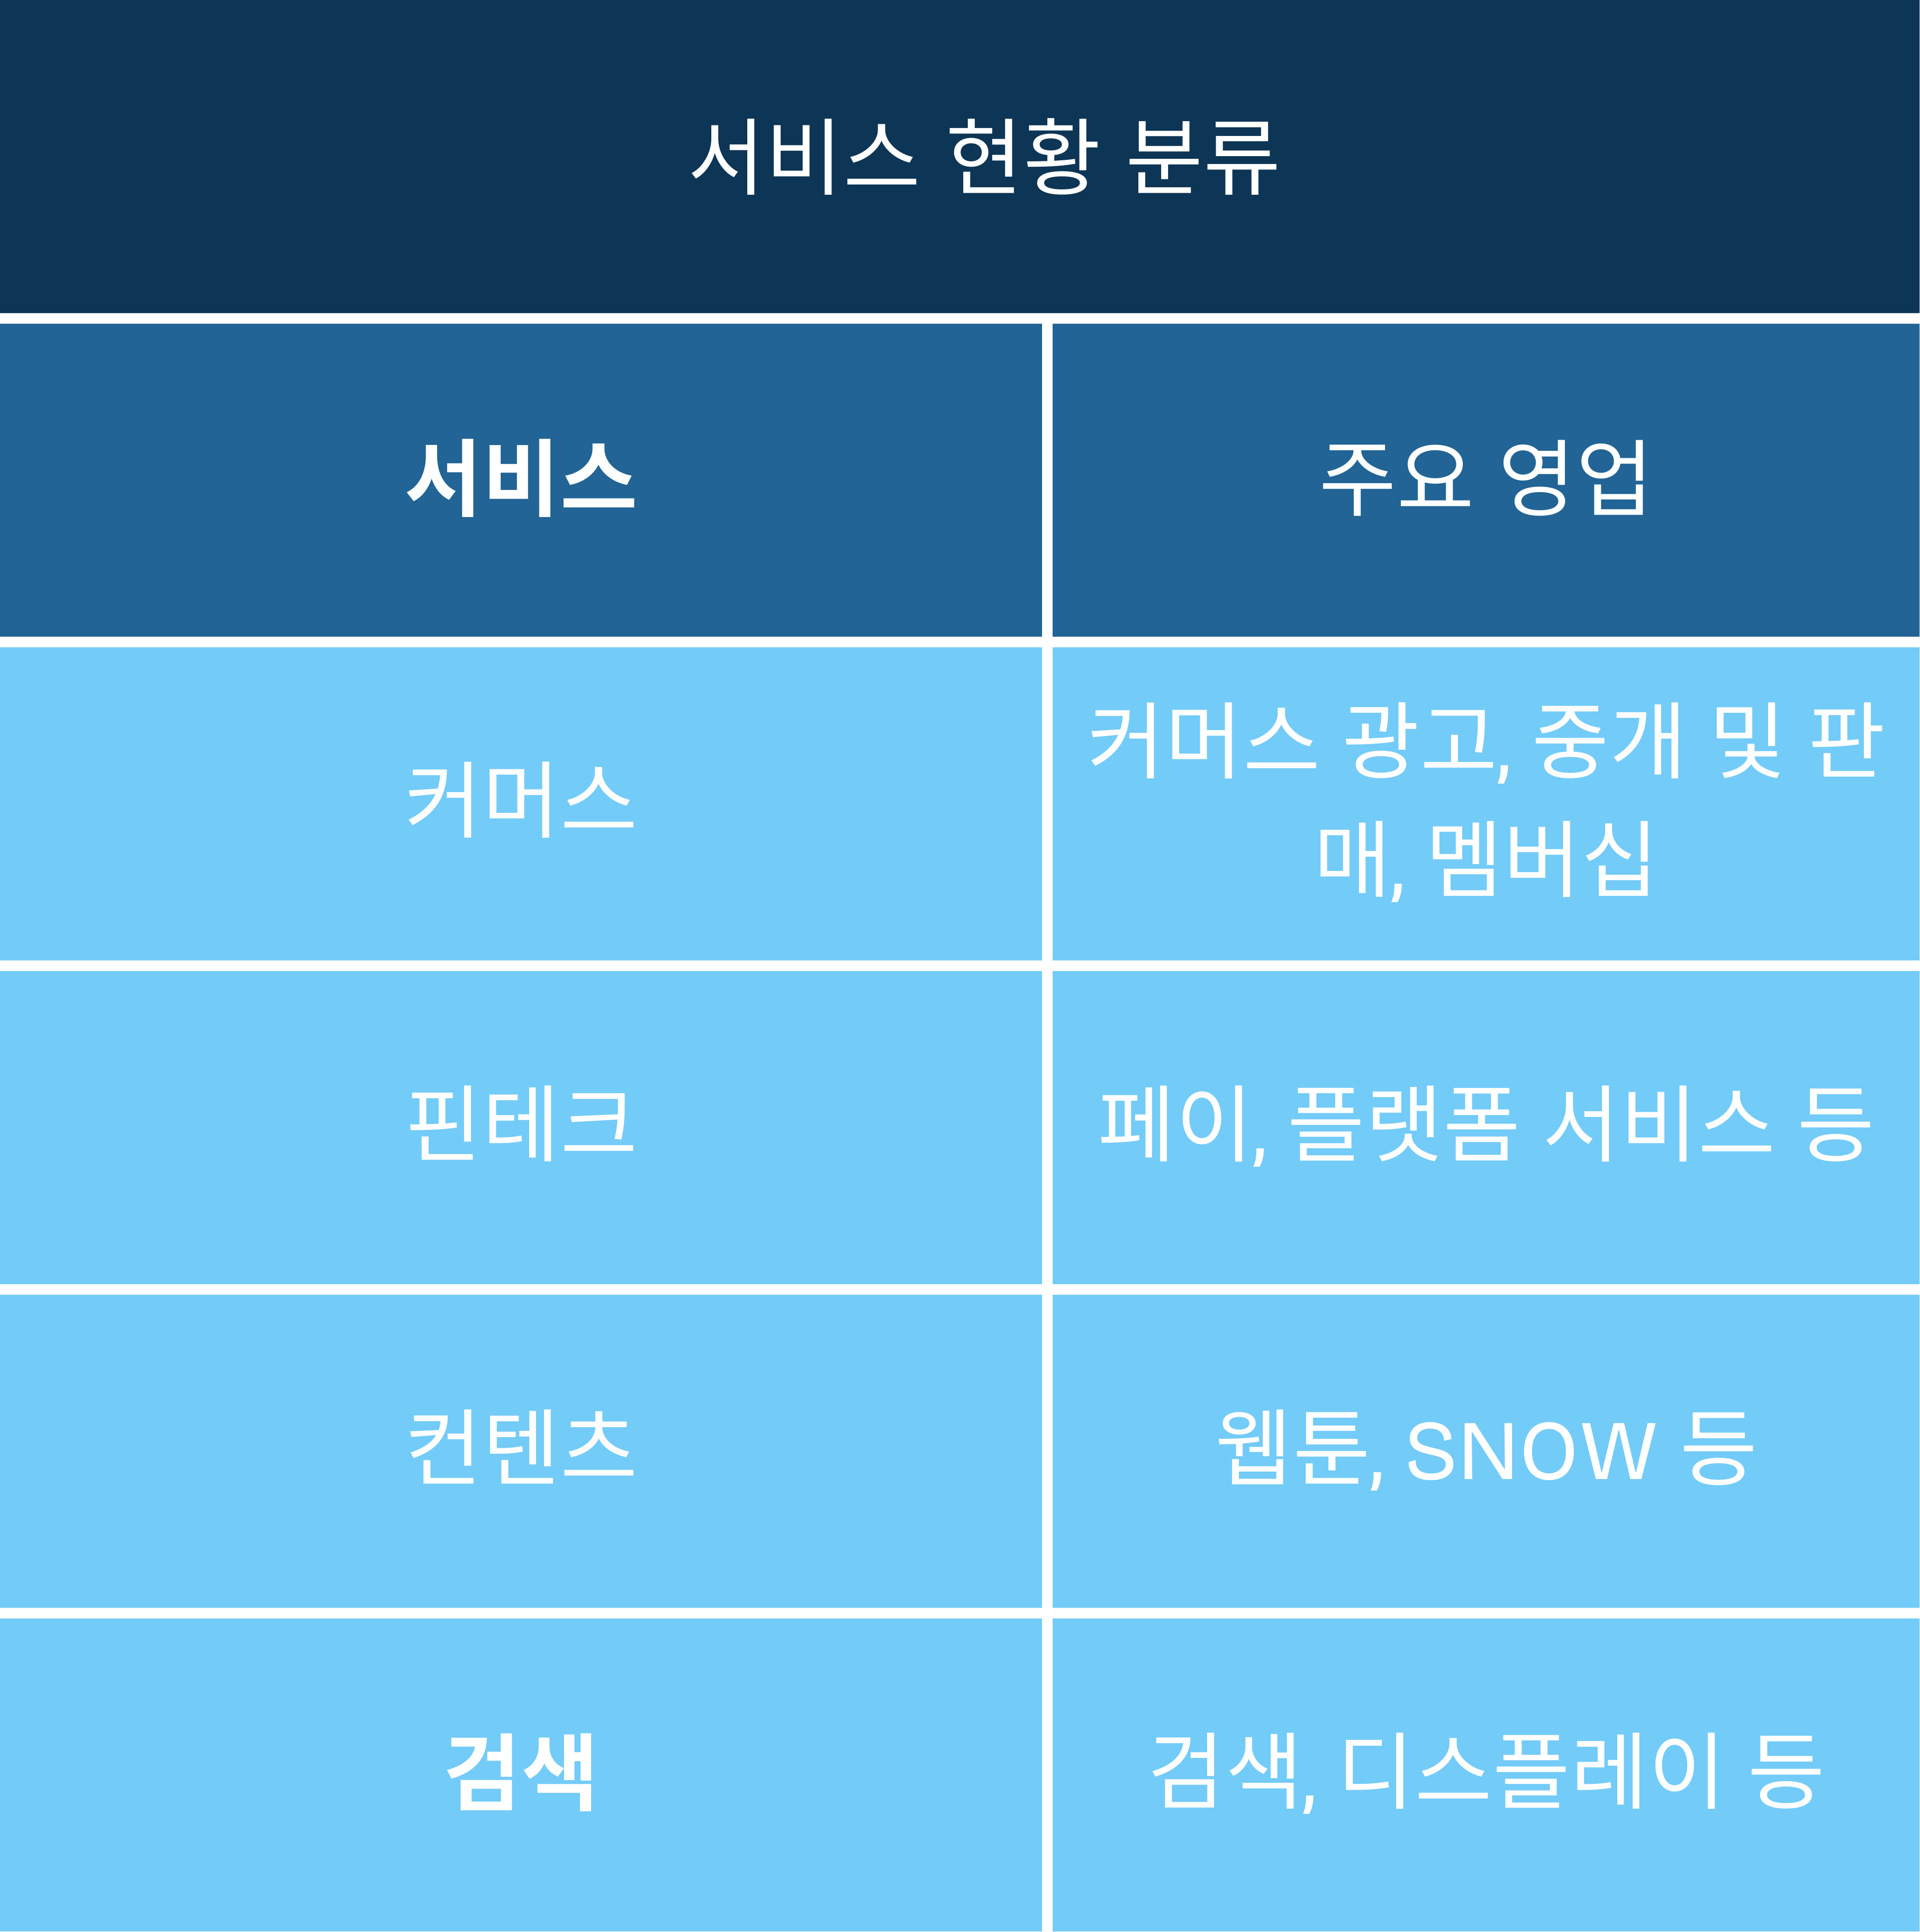 서비스 현황 분류
서비스
주요 영업
커머스
커머스 광고, 중개 및 판
매, 멤버십
핀테크
페이, 플랫폼 서비스 등
컨텐츠
웹툰, SNOW 등
검색
검색, 디스플레이 등